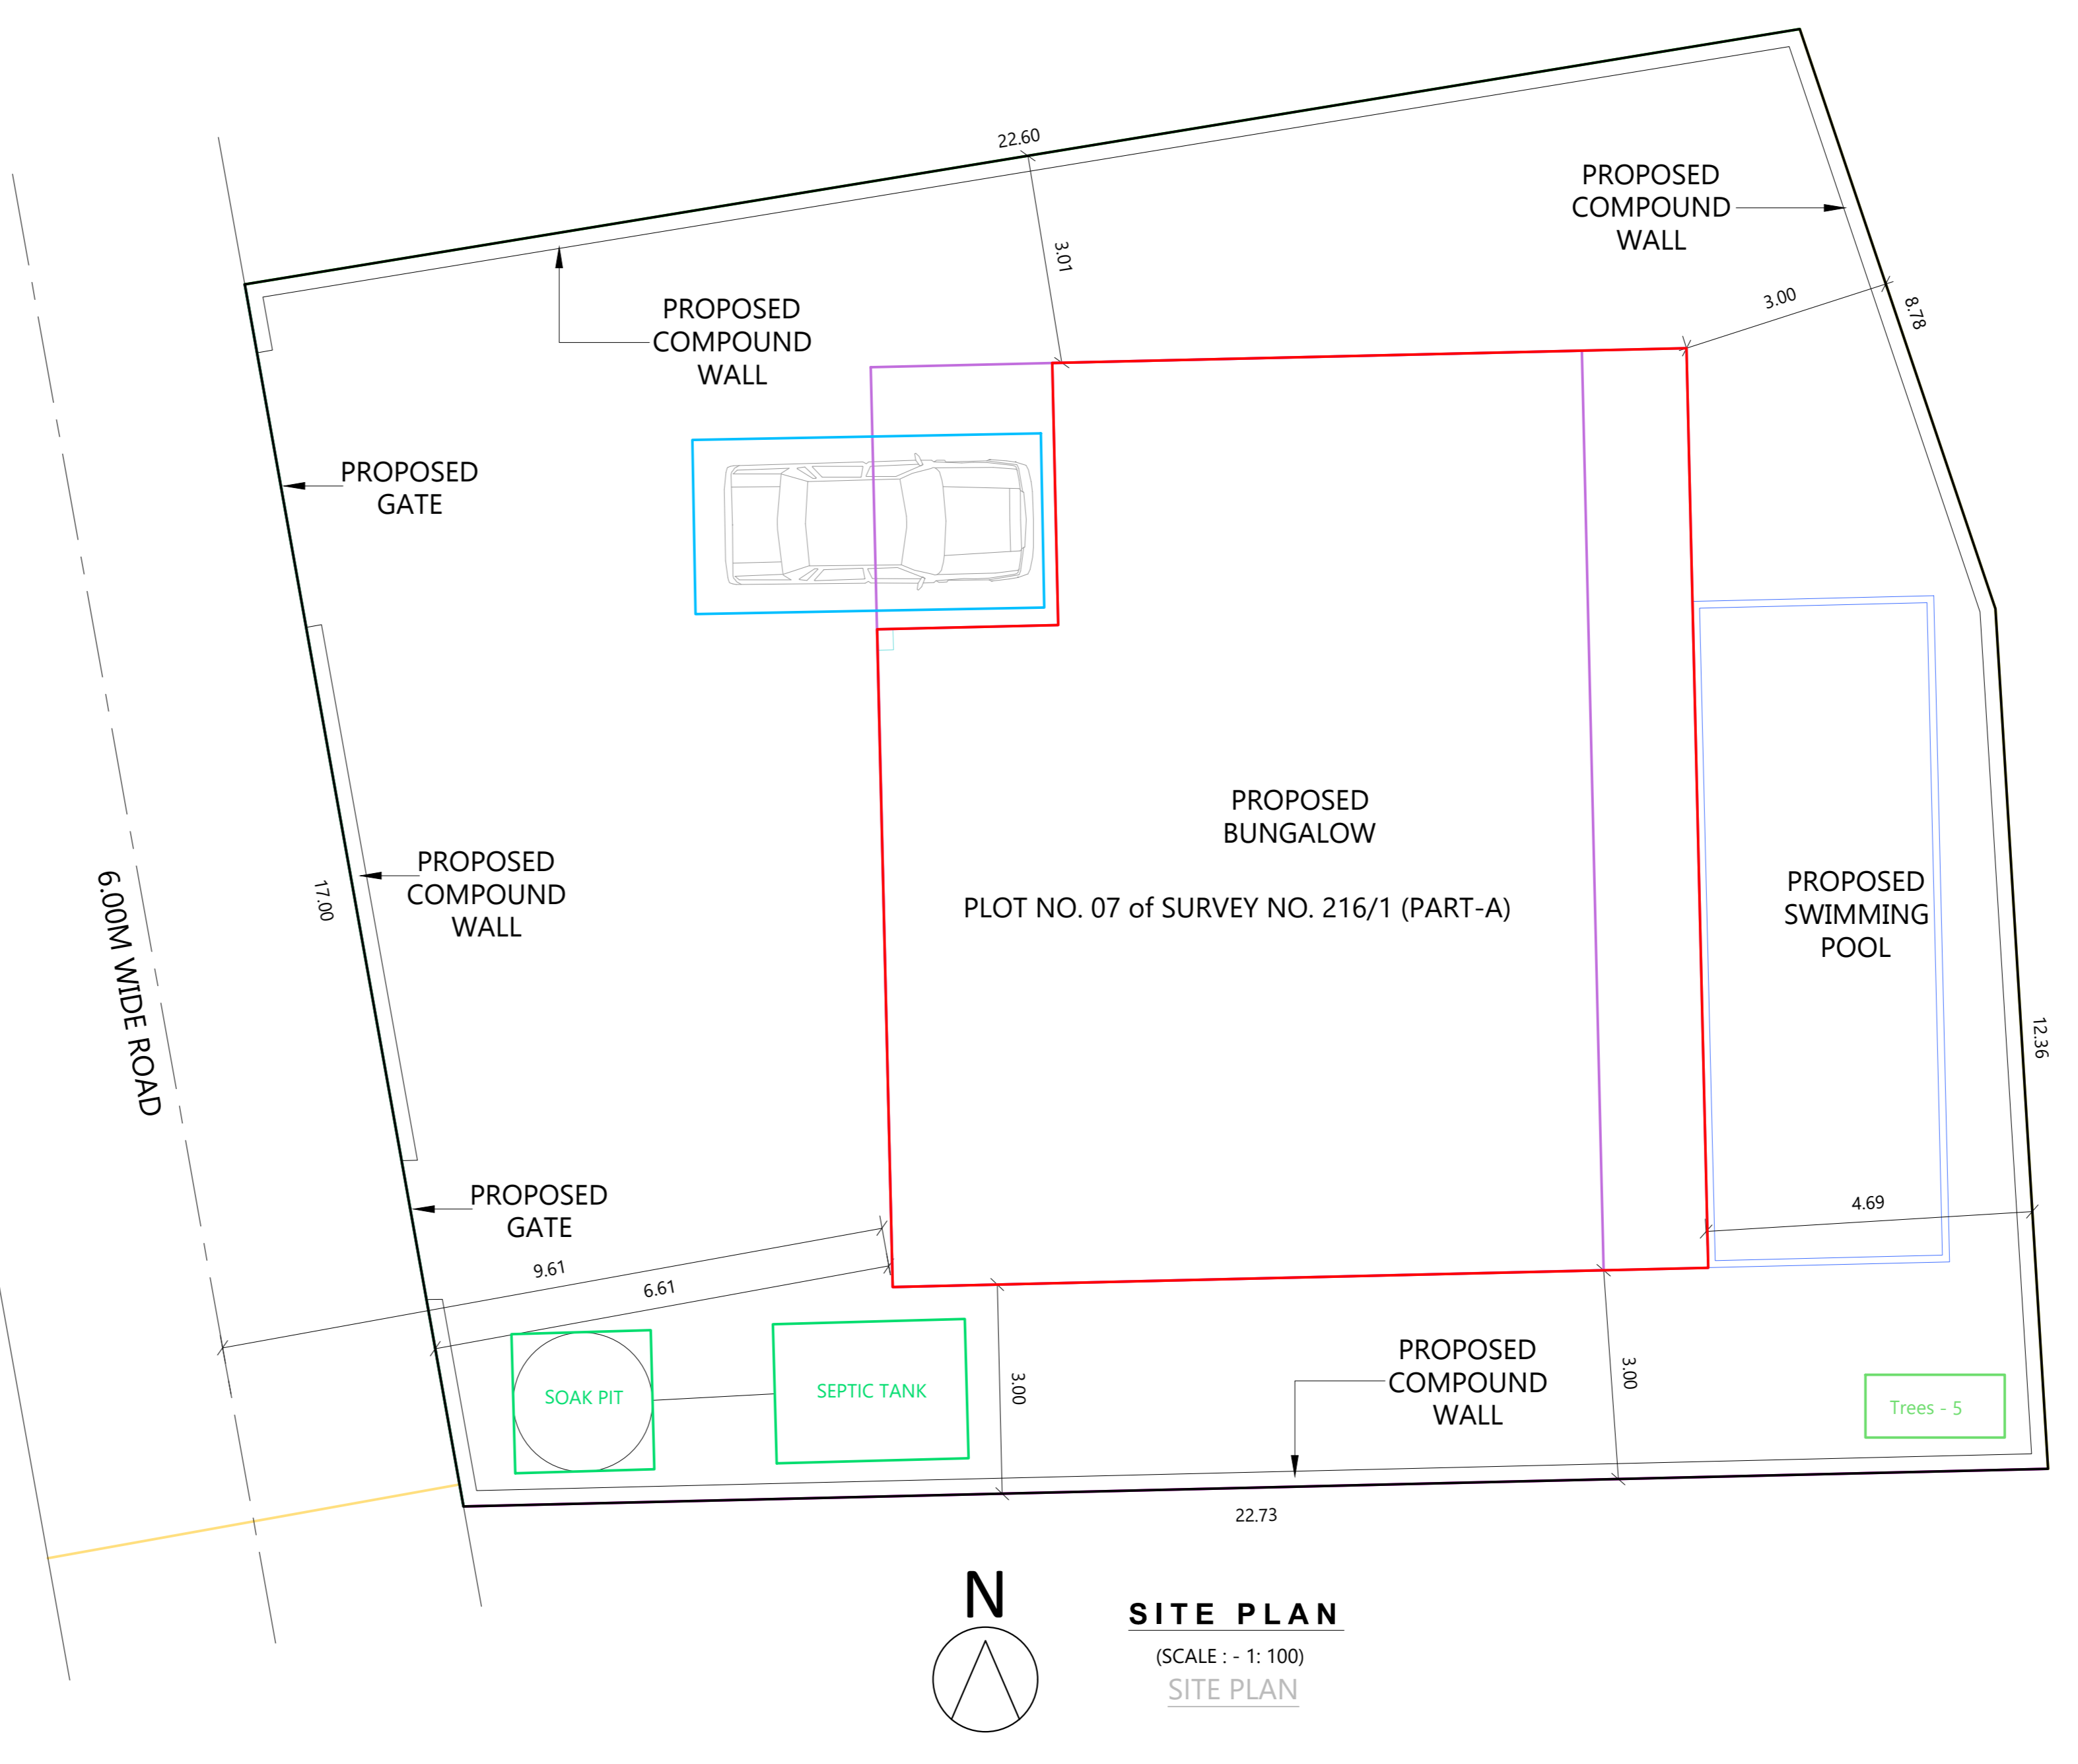 22.60
PROPOSED
COMPOUND
WALL
3.01
3.00
8.78
PROPOSED
COMPOUND
WALL
PROPOSED
GATE
PROPOSED
BUNGALOW
PLOT NO. 07 of SURVEY NO. 216/1 (PART-A)
PROPOSED
COMPOUND
WALL
17.00
6.00M WIDE ROAD
PROPOSED
SWIMMING
POOL
12.36
PROPOSED
GATE
4.69
9.61
6.61
SOAK PIT
SEPTIC TANK
3.00
PROPOSED
COMPOUND
WALL
3.00
Trees - 5
22.73
N
SITE PLAN
(SCALE : - 1: 100)
SITE PLAN